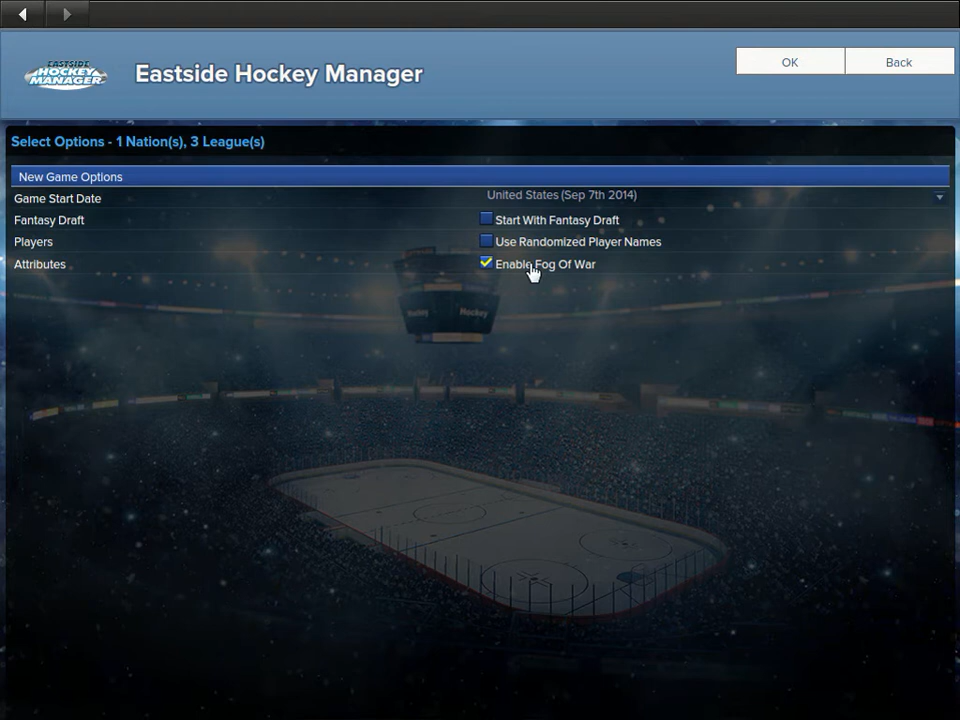 EASTSIDE
HOCKEY
MANAGER
Eastside Hockey Manager
OK
Back
Select Options - 1 Nation(s), 3 League(s)
New Game Options
Game Start Date
United States (Sep 7th 2014)
Fantasy Draft
Start With Fantasy Draft
Players
Use Randomized Player Names
Attributes
Enable Fog Of War
Hockey
Hockey